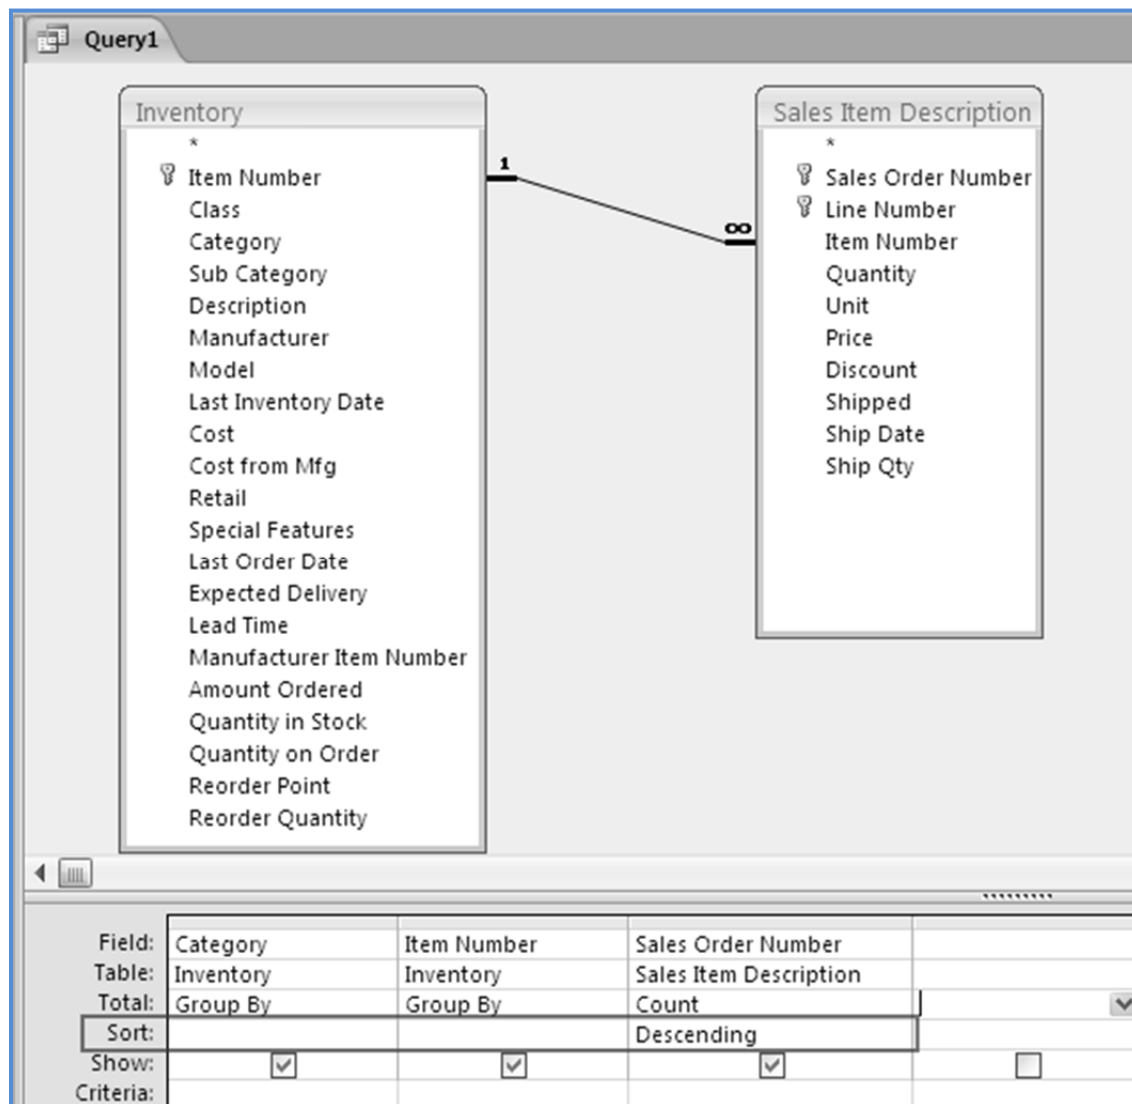 Query1
Inventory
*
Item Number
Class
Category
Sub Category
Description
Manufacturer
Model
Last Inventory Date
Cost
Cost from Mfg
Retail
Special Features
Last Order Date
Expected Delivery
Lead Time
Manufacturer Item Number
Amount Ordered
Quantity in Stock
Quantity on Order
Reorder Point
Reorder Quantity
1
∞
Sales Item Description
*
Sales Order Number
Line Number
Item Number
Quantity
Unit
Price
Discount
Shipped
Ship Date
Ship Qty
Field: Category Item Number Sales Order Number
Table: Inventory Inventory Sales Item Description
Total: Group By Group By Count
Sort: Descending
Show:
Criteria: